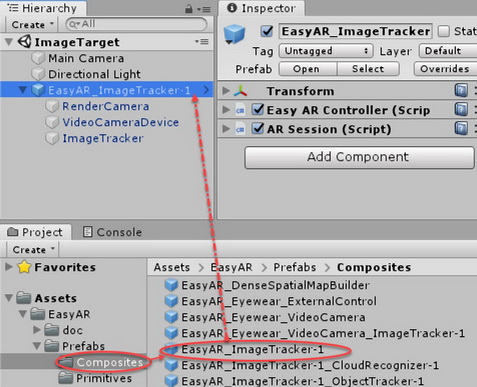 Hierarchy
Create
All
ImageTarget
Main Camera
Directional Light
EasyAR_ImageTracker-1
RenderCamera
VideoCameraDevice
ImageTracker
Inspector
EasyAR_ImageTracker
Stat
Tag Untagged Layer Default
Prefab Open Select Overrides
Transform
Easy AR Controller (Scrip
AR Session (Script)
Add Component
Project Console
Create
Favorites
Assets
EasyAR
doc
Prefabs
Composites
Primitives
Assets > EasyAR > Prefabs > Composites
EasyAR_DenseSpatialMapBuilder
EasyAR_Eyewear_ExternalControl
EasyAR_Eyewear_VideoCamera
EasyAR_Eyewear_VideoCamera_ImageTracker-1
EasyAR_ImageTracker-1
EasyAR_ImageTracker-1_CloudRecognizer-1
EasyAR_ImageTracker-1_ObjectTracker-1